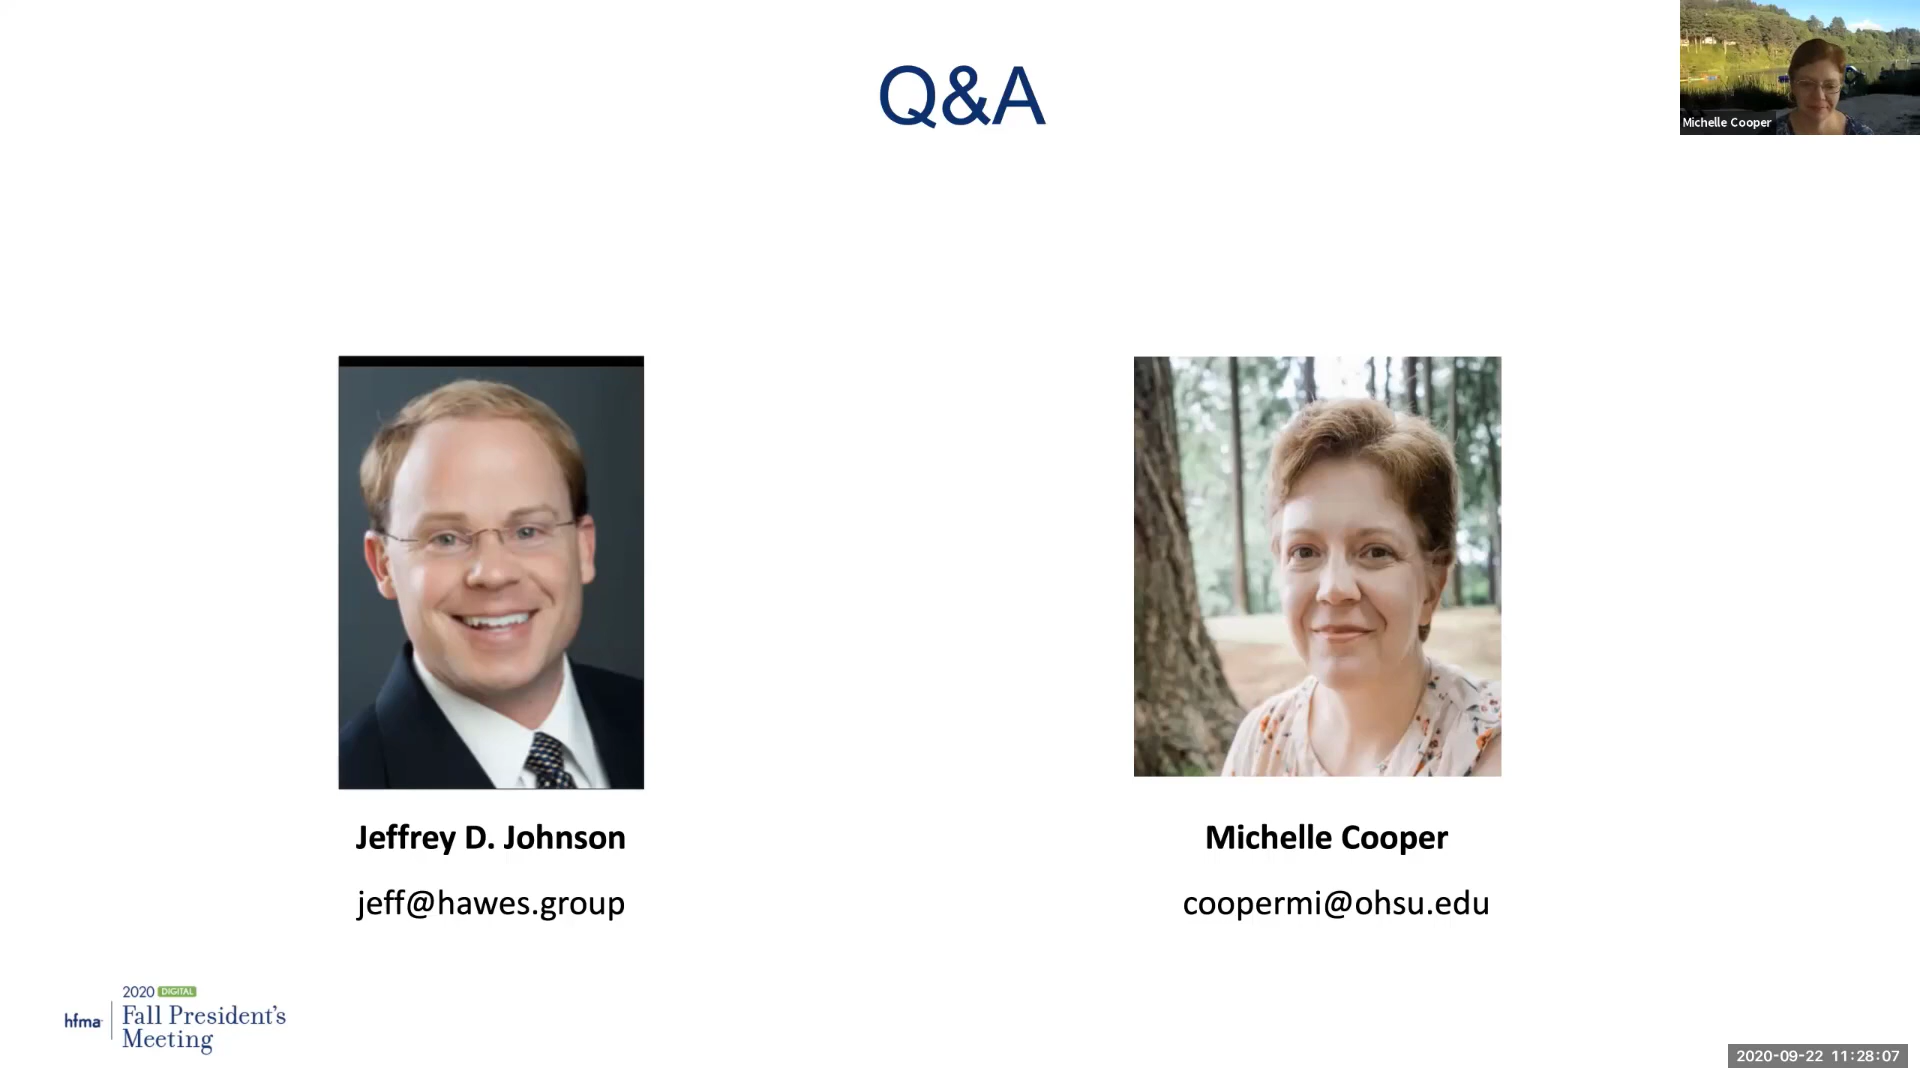 Q&A
Michelle Cooper
Jeffrey D. Johnson
Michelle Cooper
jeff@hawes.group
coopermi@ohsu.edu
2020 DIGITAL
hfma
Fall President's
Meeting
2020-09-22 11:28:07